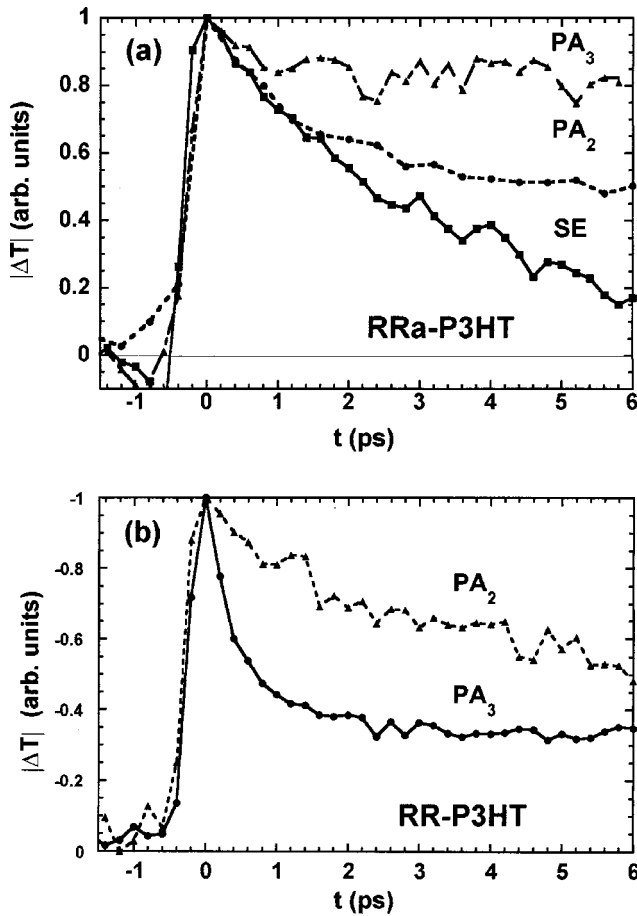 (a)
PA3
PA2
SE
RRa-P3HT
|ΔT| (arb. units)
1
0.8
0.6
0.4
0.2
0
-1 0 1 2 3 4 5 6
t (ps)
(b)
PA2
PA3
RR-P3HT
|ΔT| (arb. units)
-1
-0.8
-0.6
-0.4
-0.2
0
-1 0 1 2 3 4 5 6
t (ps)